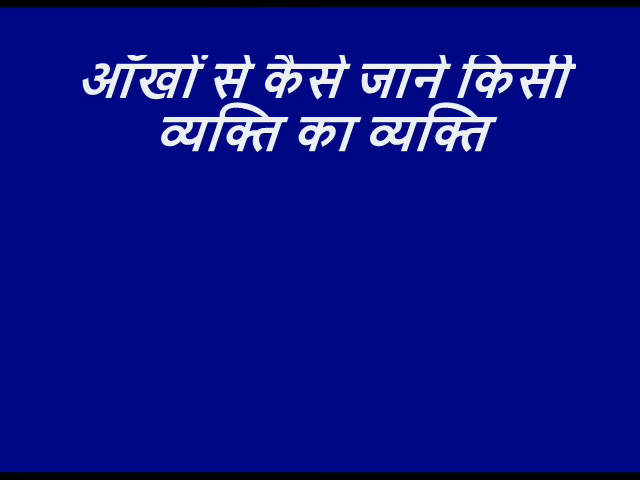 आँखों से कैसे जाने किसी
व्यक्ति का व्यक्ति